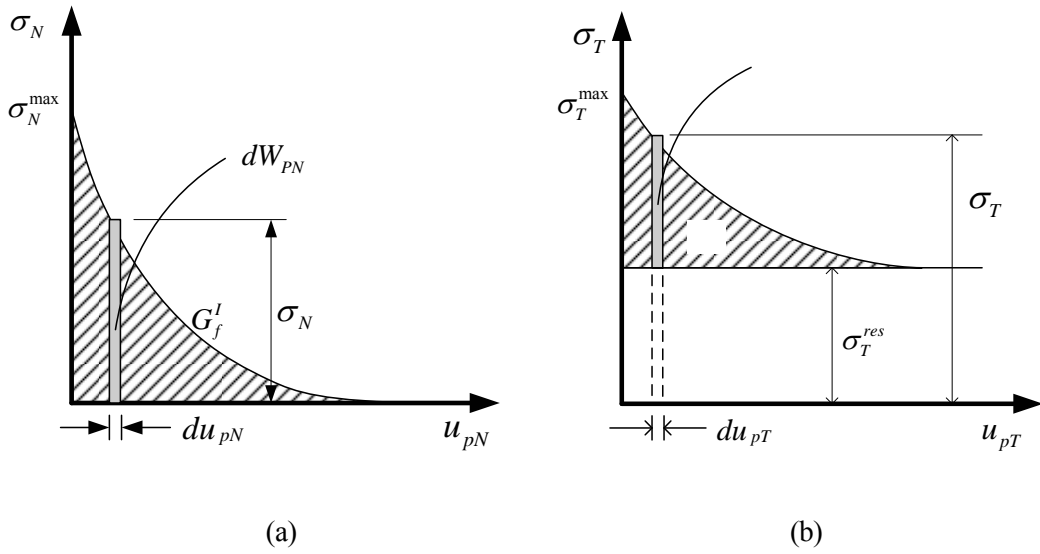 σ_N
σ_N^max
dW_PN
G_f^I
σ_N
du_pN
u_pN
(a)
σ_T
σ_T^max
σ_T
σ_T^res
du_pT
u_pT
(b)